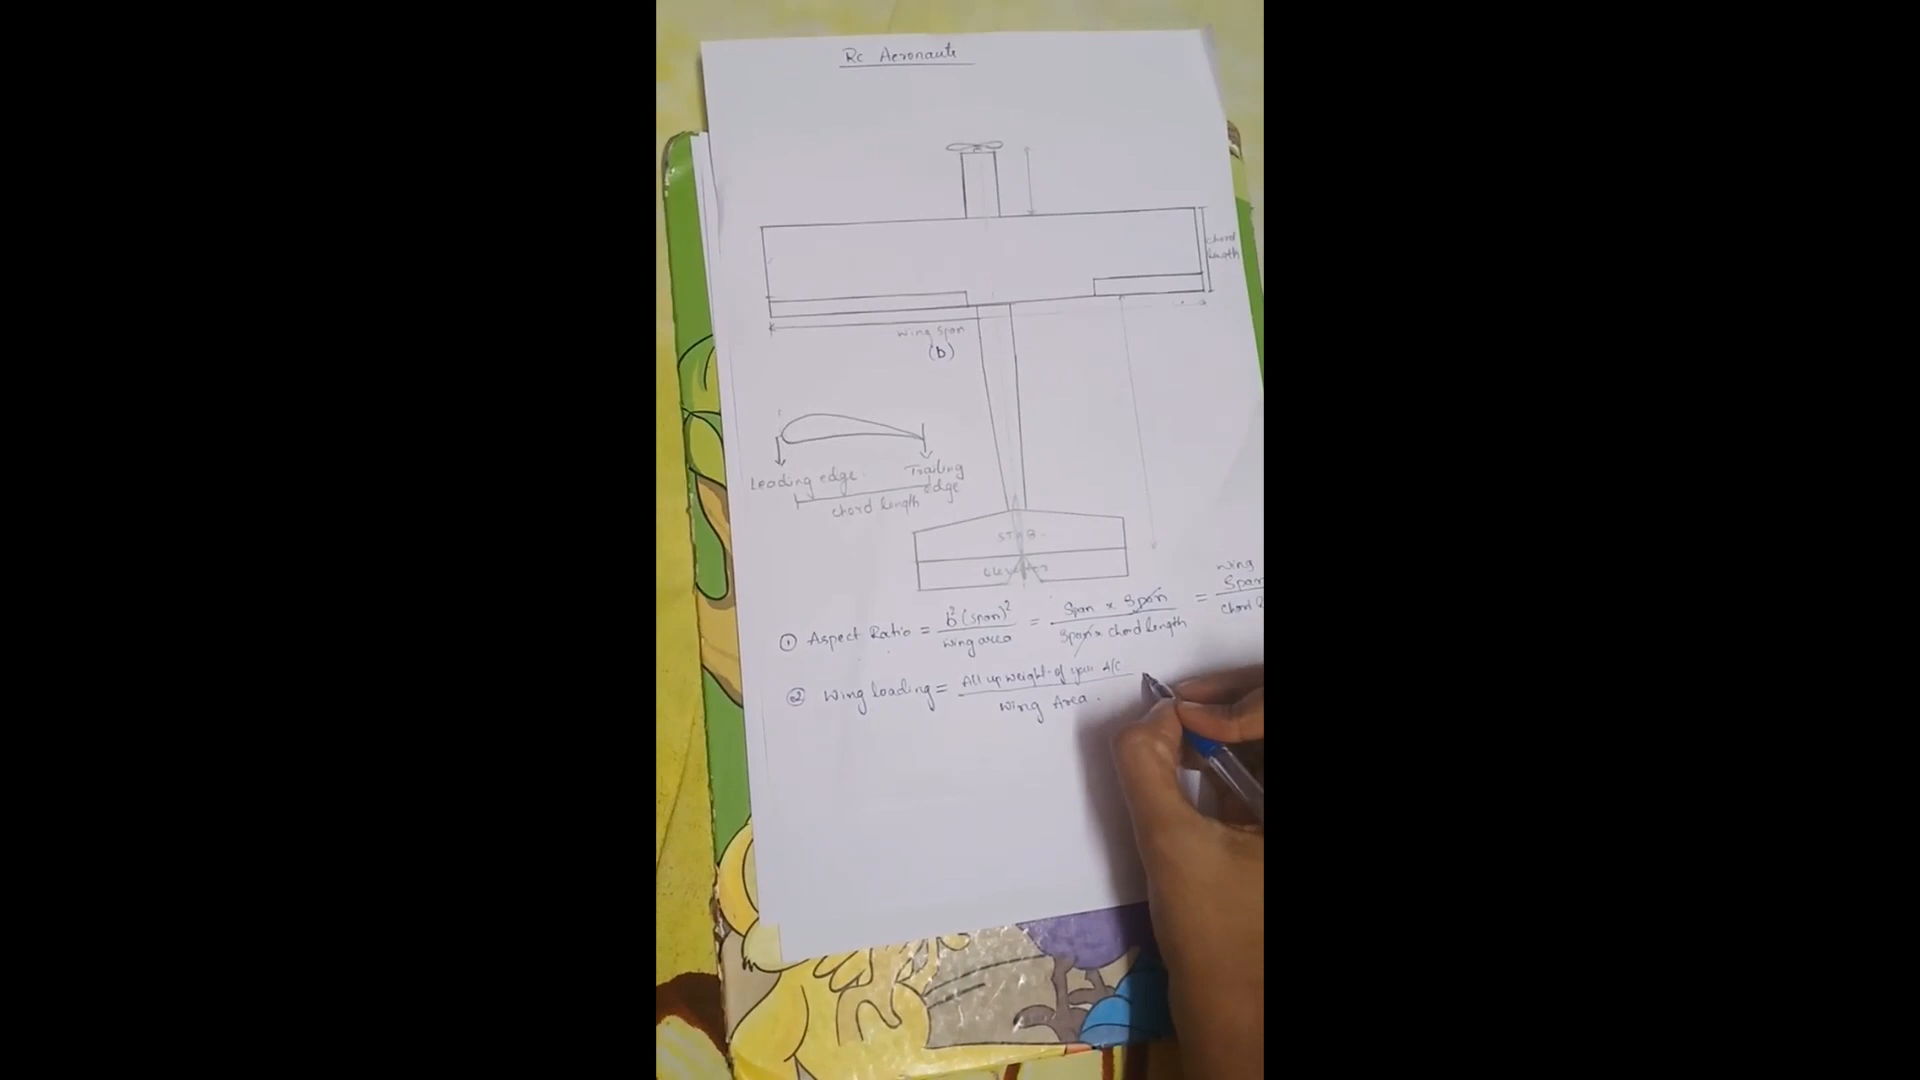 Rc Aeronauts
chord
length
wing span
(b)
Leading edge
Trailing
edge
chord length
STAB
Elevator
① Aspect Ratio = b²(span)² / wing area = Span x Span / Span x chord length = wing Span / chord
② Wing loading = All up weight of your A/C / Wing Area.